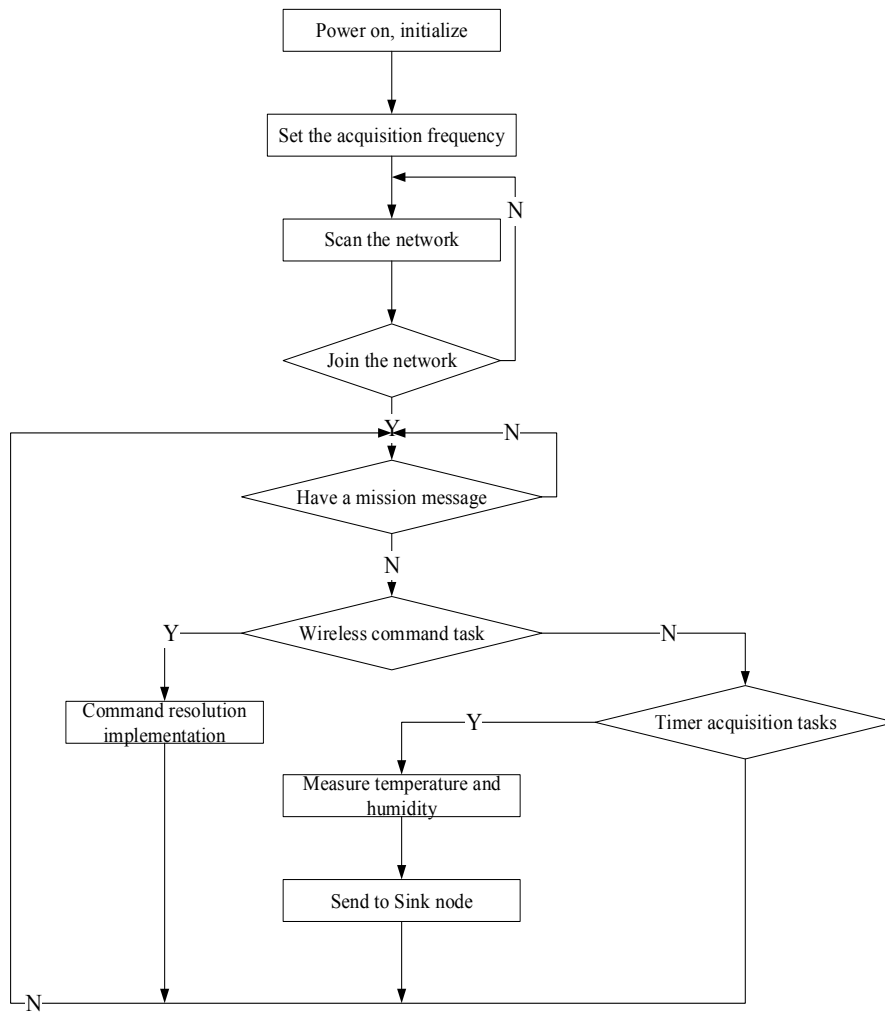 Power on, initialize
Set the acquisition frequency
N
Scan the network
Join the network
Y
N
Have a mission message
N
Y
Wireless command task
N
Command resolution
implementation
Y
Timer acquisition tasks
Measure temperature and
humidity
Send to Sink node
N